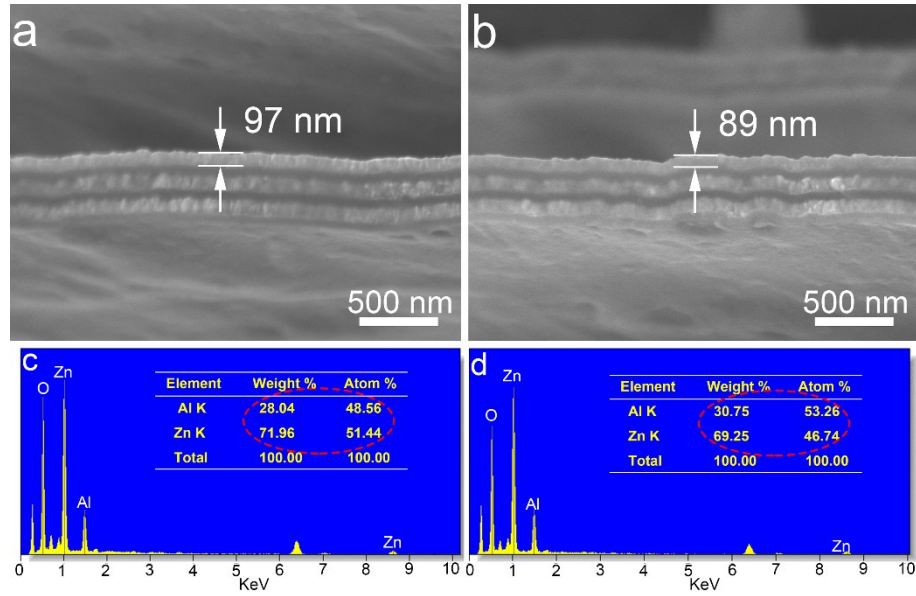 a
97 nm
500 nm
b
89 nm
500 nm
c
O
Zn
Al
Zn
Element Weight % Atom %
Al K 28.04 48.56
Zn K 71.96 51.44
Total 100.00 100.00
0 1 2 3 4 5 6 7 8 9 10
KeV
d
O
Zn
Al
Zn
Element Weight % Atom %
Al K 30.75 53.26
Zn K 69.25 46.74
Total 100.00 100.00
0 1 2 3 4 5 6 7 8 9 10
KeV